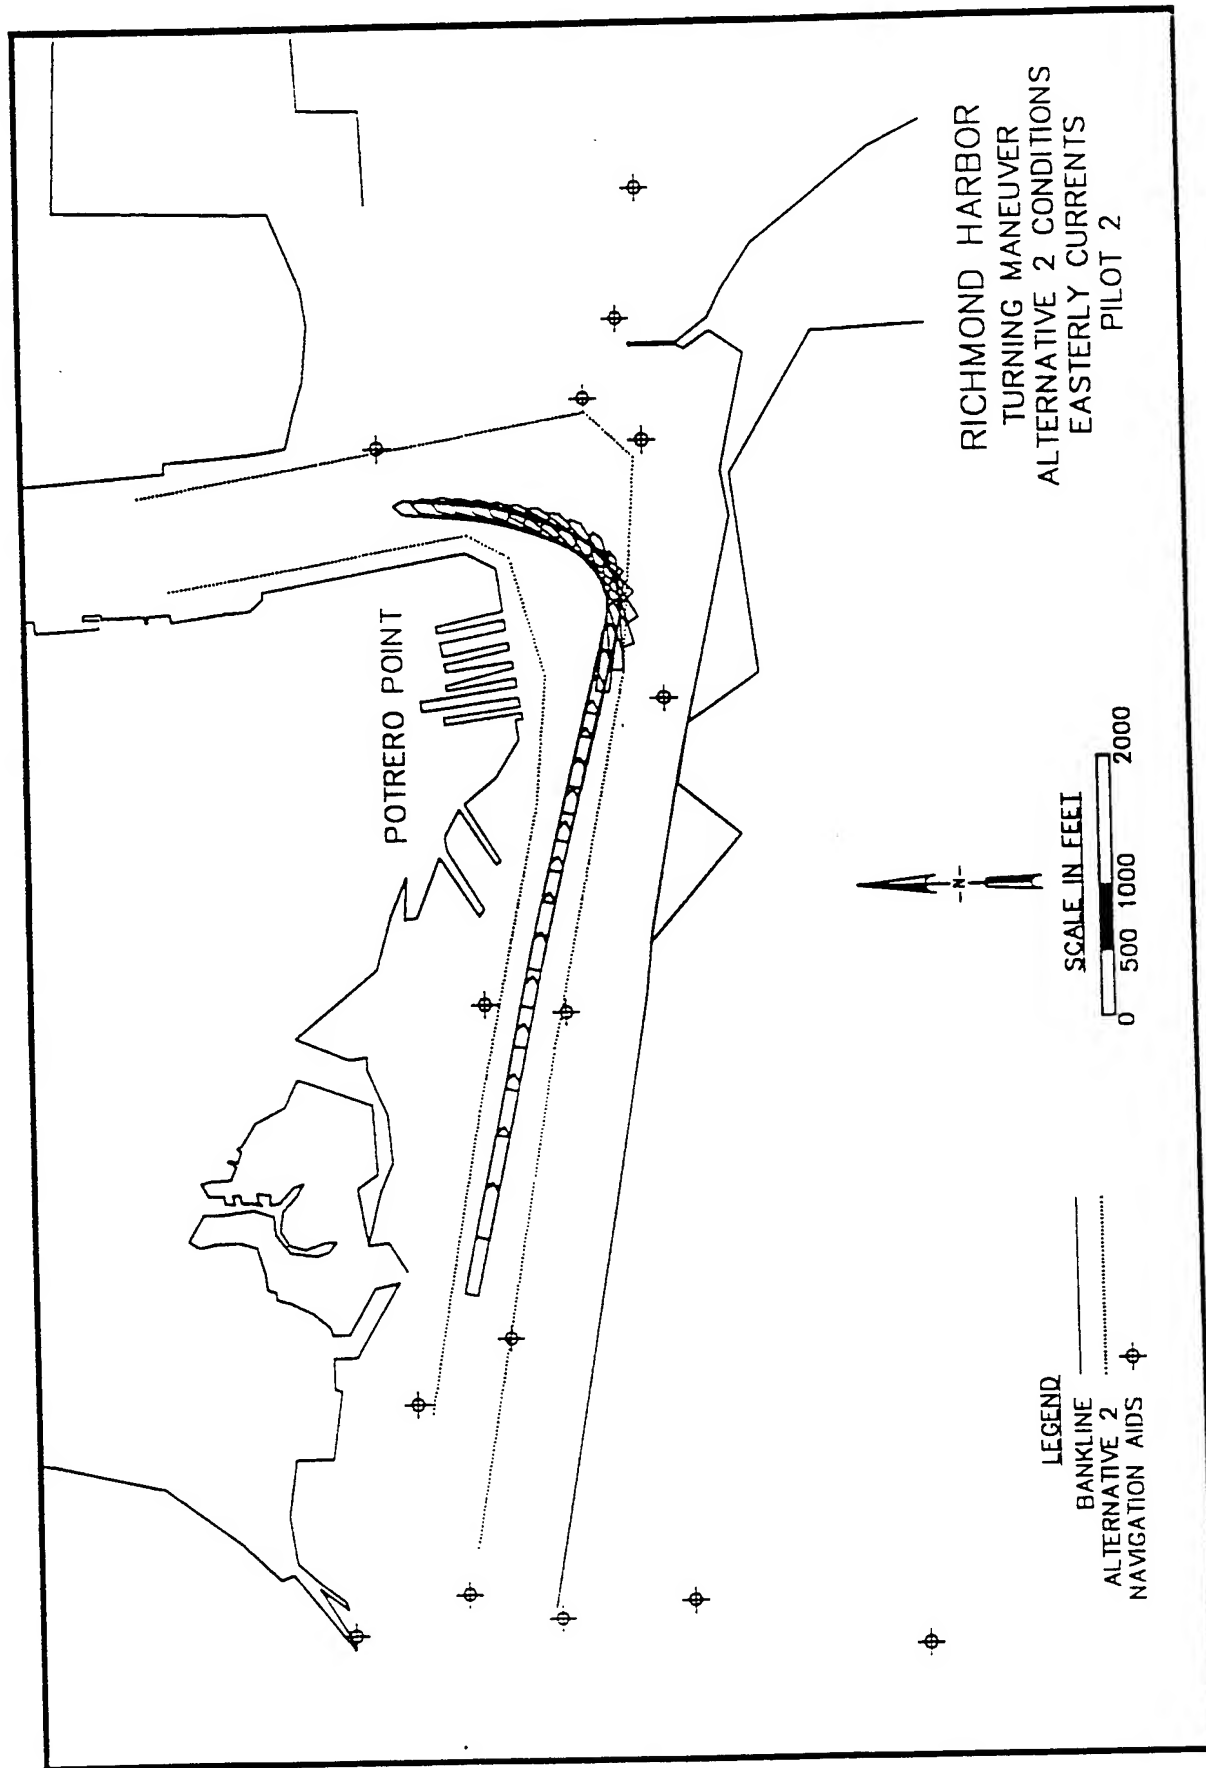 POTRERO POINT
RICHMOND HARBOR
TURNING MANEUVER
ALTERNATIVE 2 CONDITIONS
EASTERLY CURRENTS
PILOT 2
-N-
SCALE IN FEET
0 500 1000 2000
LEGEND
BANKLINE
ALTERNATIVE 2
NAVIGATION AIDS